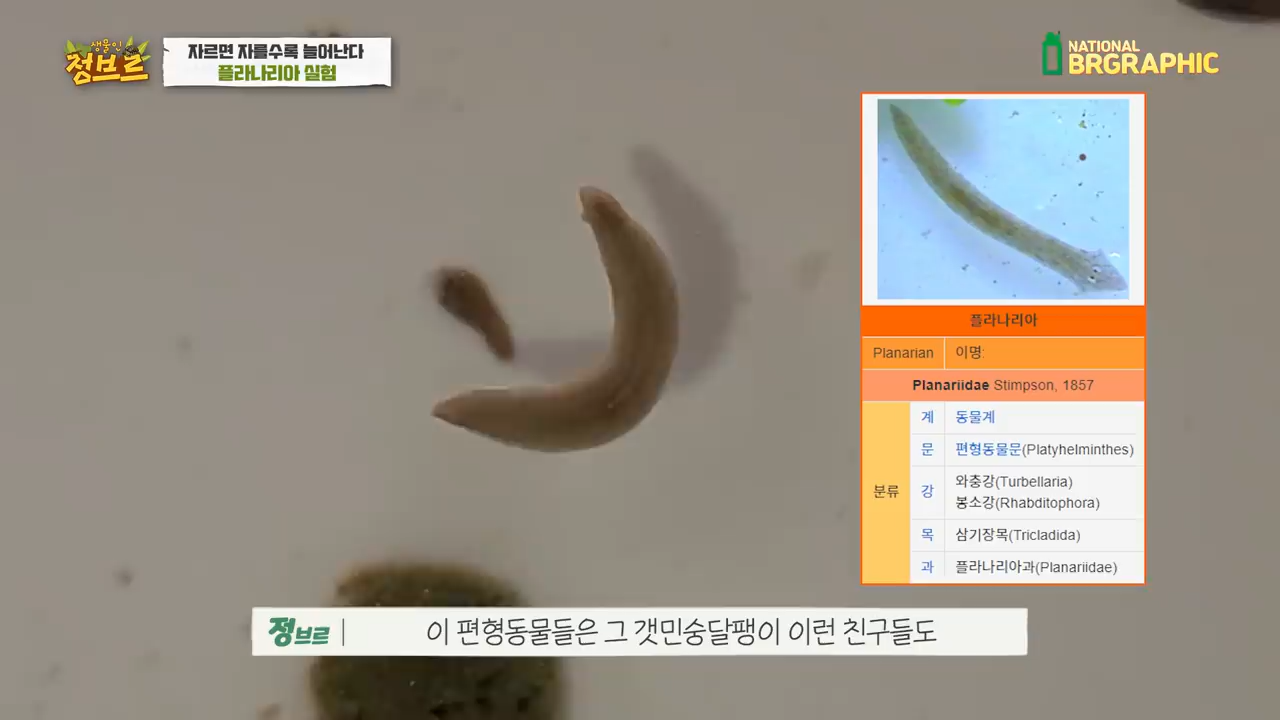 생물인
정브르
자르면 자를수록 늘어난다
플라나리아 실험
NATIONAL
BRGRAPHIC
플라나리아
Planarian 이명:
Planariidae Stimpson, 1857
분류
계 동물계
문 편형동물문(Platyhelminthes)
강 와충강(Turbellaria)
봉소강(Rhabditophora)
목 삼기장목(Tricladida)
과 플라나리아과(Planariidae)
정브르 | 이 편형동물들은 그 갯민숭달팽이 이런 친구들도